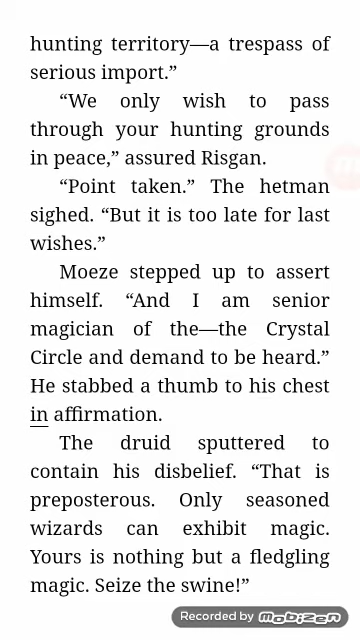 hunting territory—a trespass of
serious import.”
“We only wish to pass
through your hunting grounds
in peace,” assured Risgan.
“Point taken.” The hetman
sighed. “But it is too late for last
wishes.”
Moeze stepped up to assert
himself. “And I am senior
magician of the—the Crystal
Circle and demand to be heard.”
He stabbed a thumb to his chest
in affirmation.
The druid sputtered to
contain his disbelief. “That is
preposterous. Only seasoned
wizards can exhibit magic.
Yours is nothing but a fledgling
magic. Seize the swine!”
Recorded by mobizen